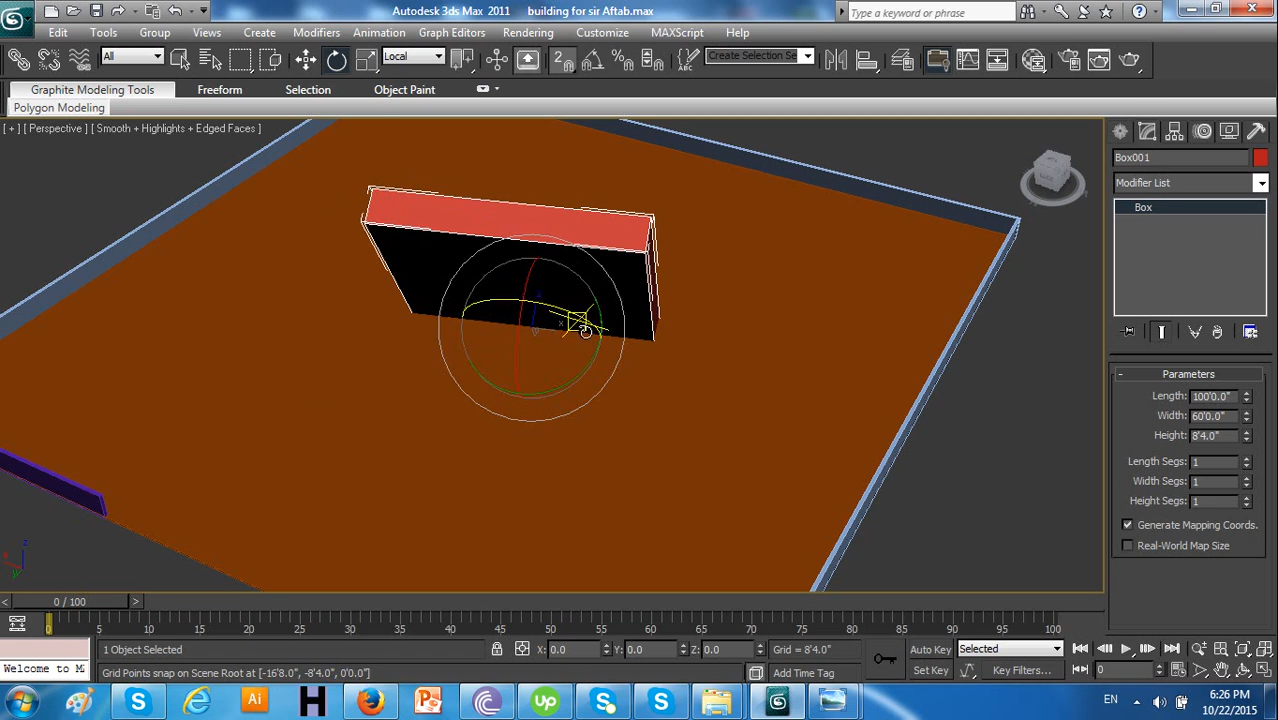 Autodesk 3ds Max 2011 building for sir Aftab.max
Type a keyword or phrase
Edit Tools Group Views Create Modifiers Animation Graph Editors Rendering Customize MAXScript Help
All Local Create Selection Se
Graphite Modeling Tools Freeform Selection Object Paint
Polygon Modeling
[ + ] [ Perspective ] [ Smooth + Highlights + Edged Faces ]
Box001
Modifier List
Box
- Parameters
Length: 100'0.0"
Width: 60'0.0"
Height: 8'4.0"
Length Segs: 1
Width Segs: 1
Height Segs: 1
Generate Mapping Coords.
Real-World Map Size
x
z
x
y
< 0 / 100 >
0 5 10 15 20 25 30 35 40 45 50 55 60 65 70 75 80 85 90 95 100
1 Object Selected X: 0.0 Y: 0.0 Z: 0.0 Grid = 8'4.0" Auto Key Selected
Welcome to M Grid Points snap on Scene Root at [-16'8.0", -8'4.0", 0'0.0"] Add Time Tag Set Key Key Filters... 0
Ai H Up EN 6:26 PM
10/22/2015